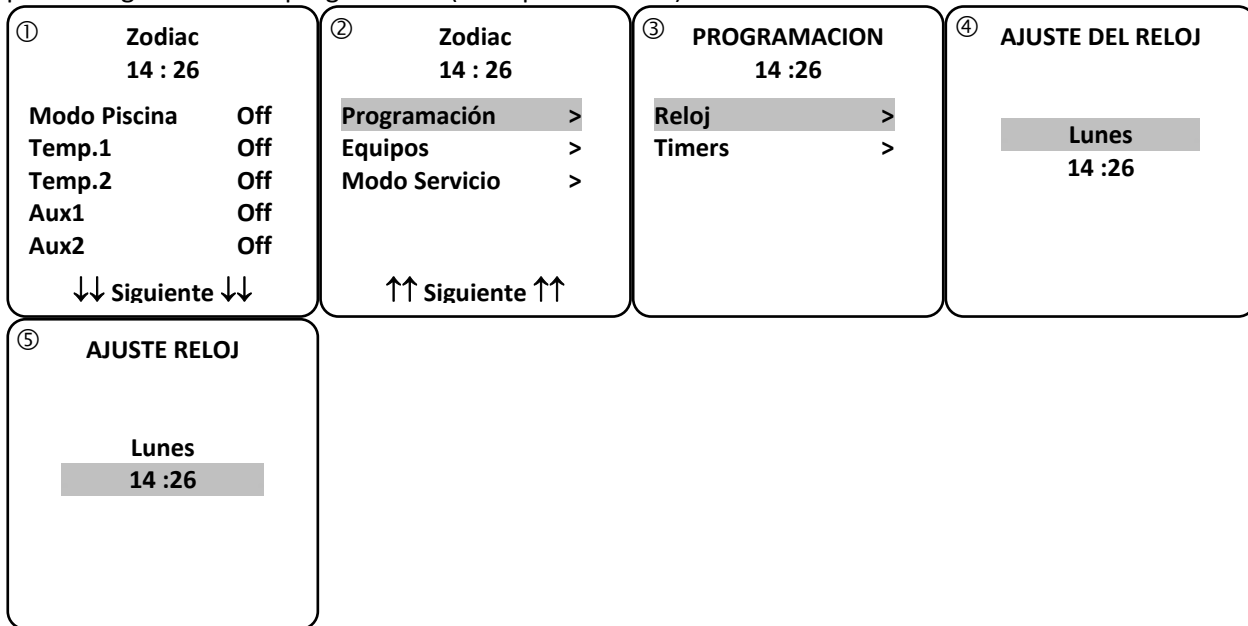 ①
Zodiac
14 : 26
Modo Piscina Off
Temp.1 Off
Temp.2 Off
Aux1 Off
Aux2 Off
↓↓ Siguiente ↓↓
②
Zodiac
14 : 26
Programación >
Equipos >
Modo Servicio >
↑↑ Siguiente ↑↑
③
PROGRAMACION
14 :26
Reloj >
Timers >
④
AJUSTE DEL RELOJ
Lunes
14 :26
⑤
AJUSTE RELOJ
Lunes
14 :26